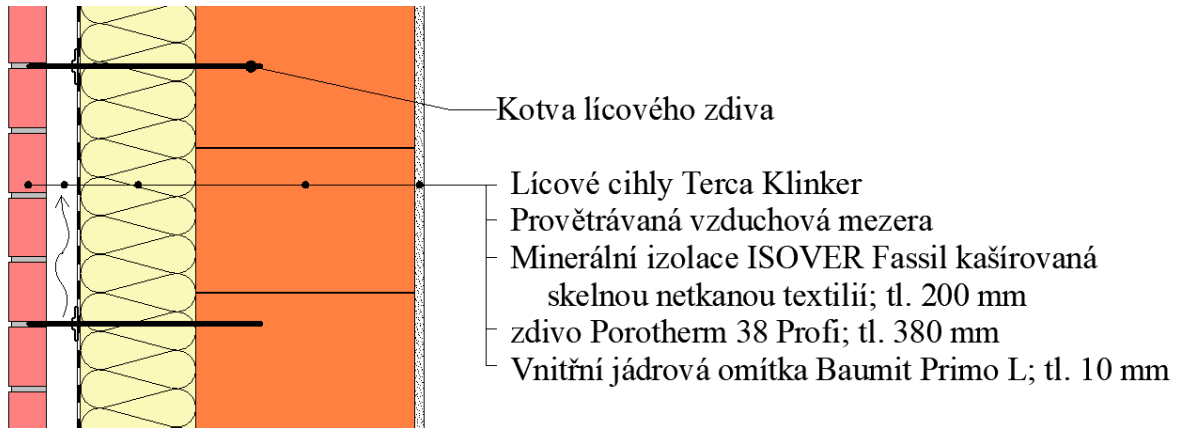 Kotva lícového zdiva
Lícové cihly Terca Klinker
Provětrávaná vzduchová mezera
Minerální izolace ISOVER Fassil kašírovaná
skelnou netkanou textilií; tl. 200 mm
zdivo Porotherm 38 Profi; tl. 380 mm
Vnitřní jádrová omítka Baumit Primo L; tl. 10 mm